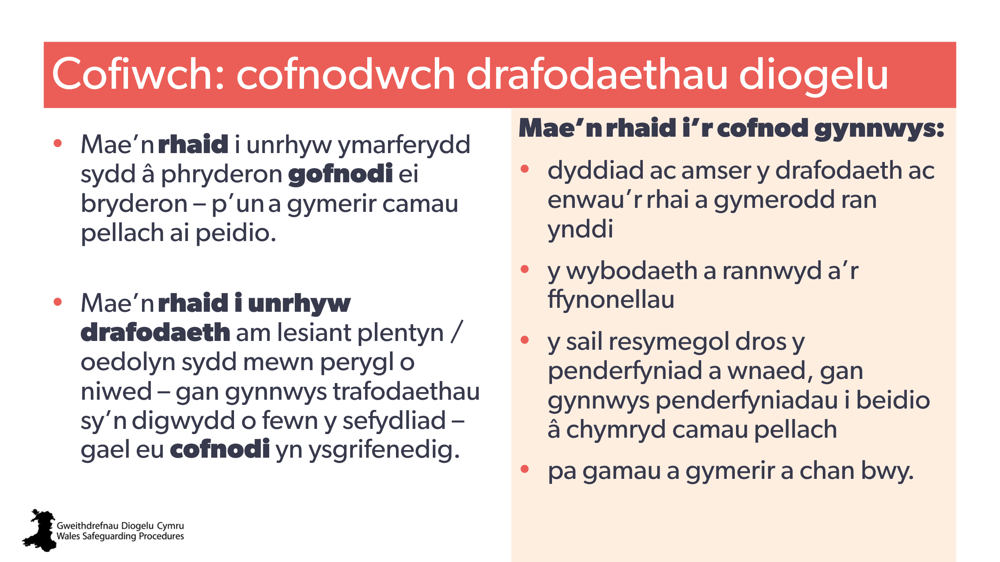 Cofiwch: cofnodwch drafodaethau diogelu
Mae’n rhaid i unrhyw ymarferydd
sydd â phryderon gofnodi ei
bryderon – p’un a gymerir camau
pellach ai peidio.
Mae’n rhaid i unrhyw
drafodaeth am lesiant plentyn /
oedolyn sydd mewn perygl o
niwed – gan gynnwys trafodaethau
sy’n digwydd o fewn y sefydliad –
gael eu cofnodi yn ysgrifenedig.
Mae’n rhaid i’r cofnod gynnwys:
dyddiad ac amser y drafodaeth ac
enwau’r rhai a gymerodd ran
ynddi
y wybodaeth a rannwyd a’r
ffynonellau
y sail resymegol dros y
penderfyniad a wnaed, gan
gynnwys penderfyniadau i beidio
â chymryd camau pellach
pa gamau a gymerir a chan bwy.
Gweithdrefnau Diogelu Cymru
Wales Safeguarding Procedures